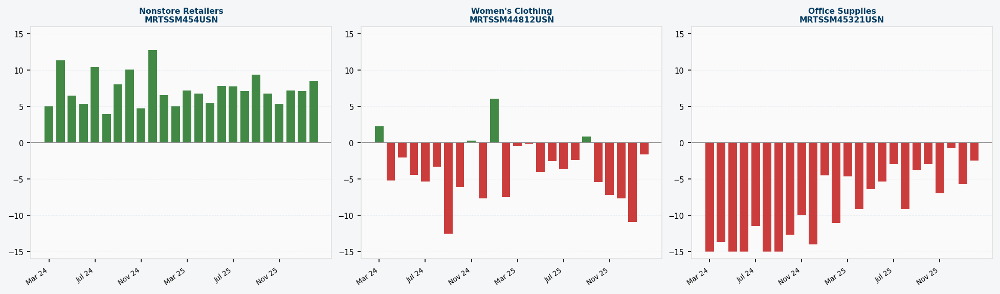 Nonstore Retailers
MRTSSM454USN
15
10
5
0
−5
−10
−15
Mar 24
Jul 24
Nov 24
Mar 25
Jul 25
Nov 25
Women's Clothing
MRTSSM44812USN
15
10
5
0
−5
−10
−15
Mar 24
Jul 24
Nov 24
Mar 25
Jul 25
Nov 25
Office Supplies
MRTSSM45321USN
15
10
5
0
−5
−10
−15
Mar 24
Jul 24
Nov 24
Mar 25
Jul 25
Nov 25